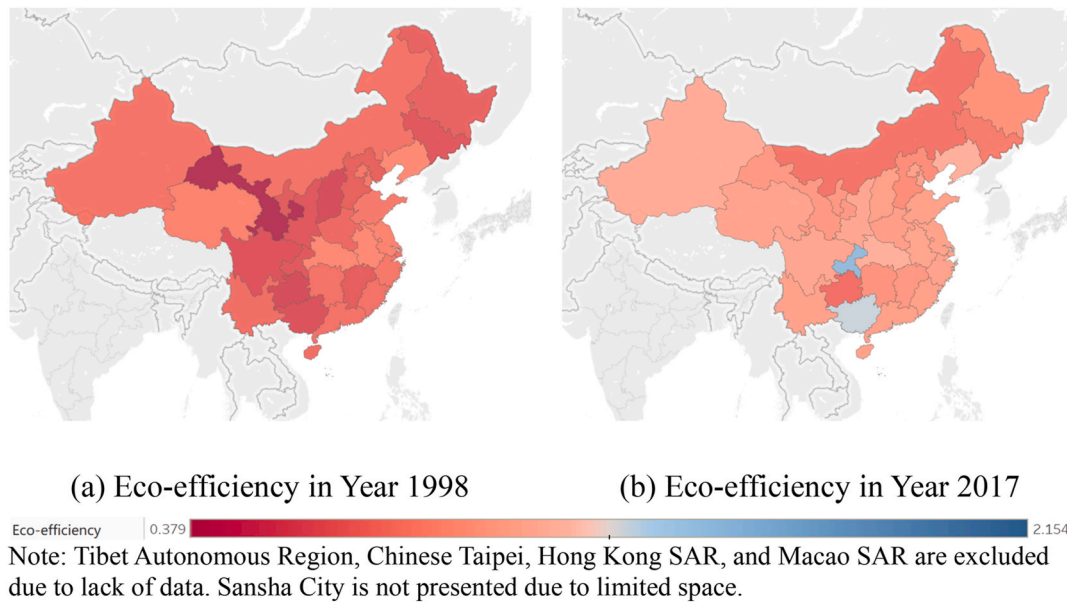 (a) Eco-efficiency in Year 1998
(b) Eco-efficiency in Year 2017
Eco-efficiency 0.379 2.154
Note: Tibet Autonomous Region, Chinese Taipei, Hong Kong SAR, and Macao SAR are excluded
due to lack of data. Sansha City is not presented due to limited space.